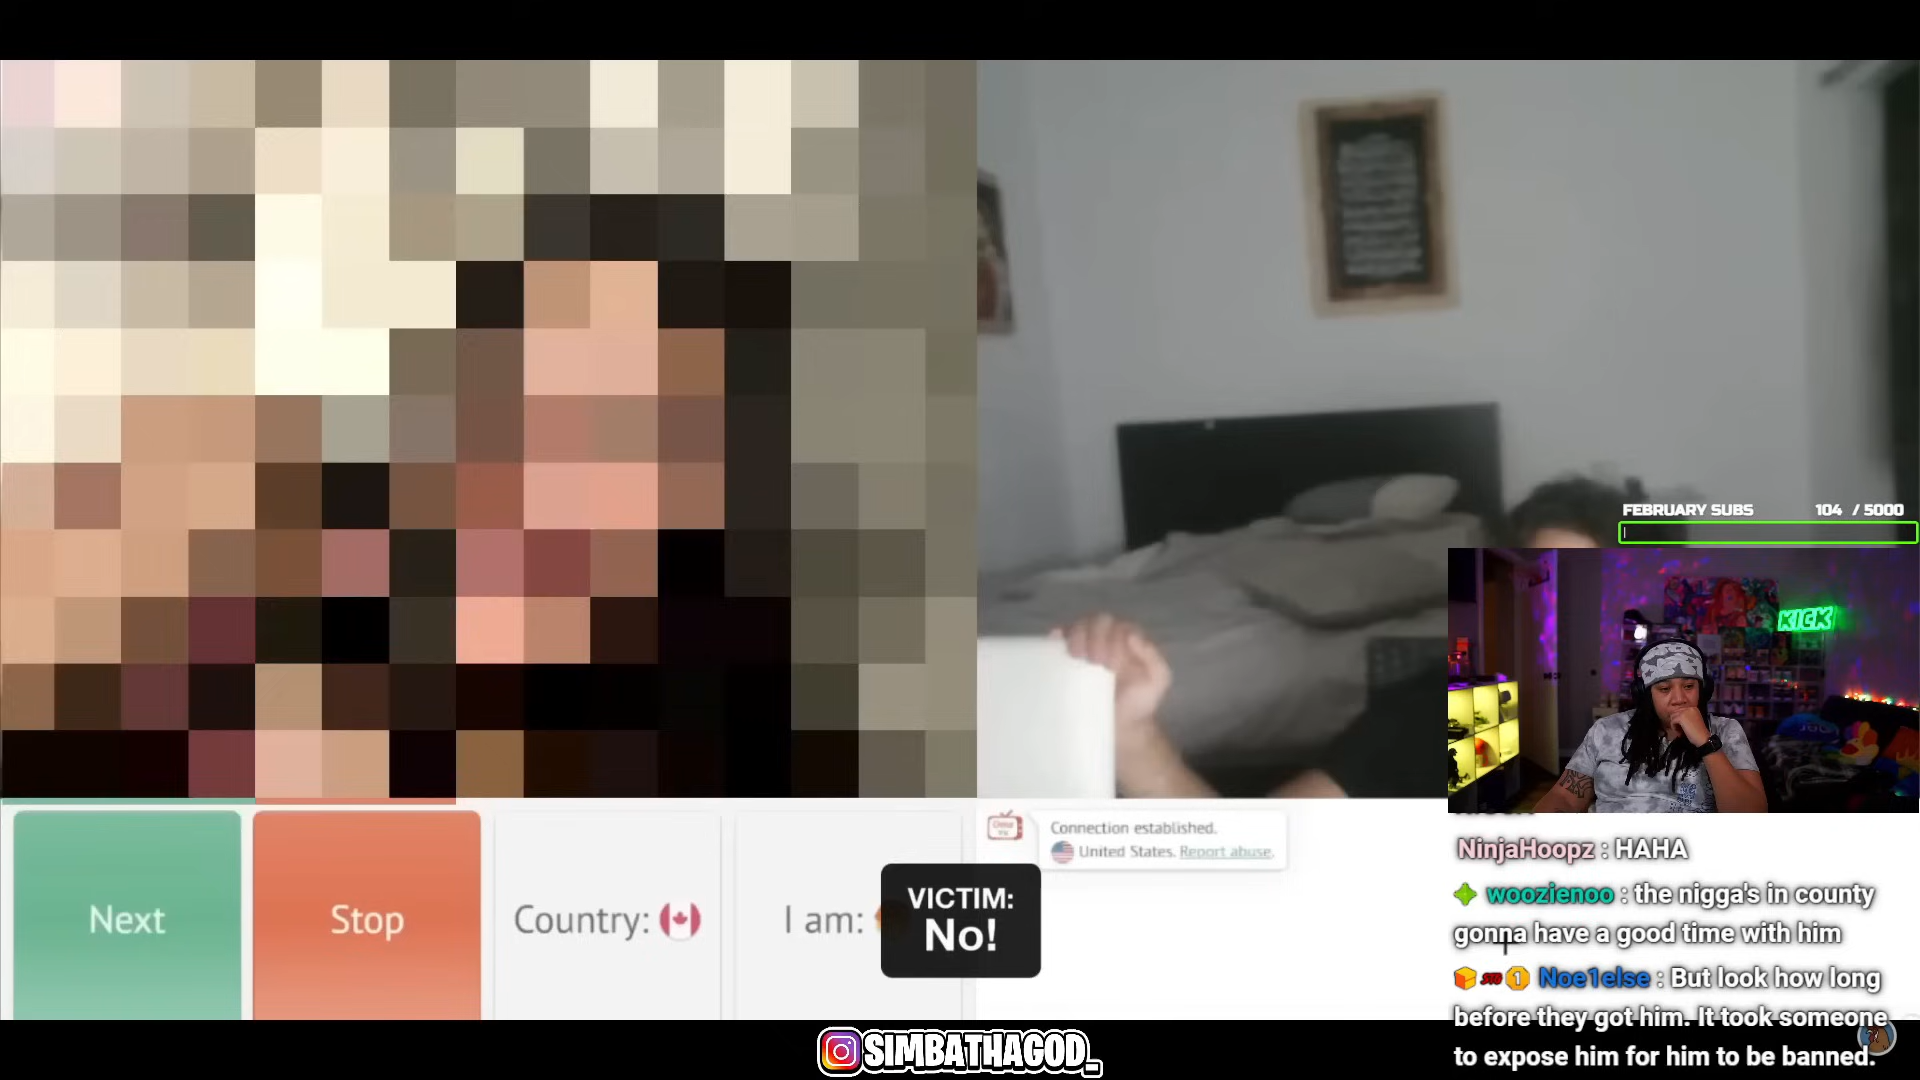 FEBRUARY SUBS 104 / 5000
KICK
Connection established.
United States. Report abuse.
Next
Stop
Country:
I am:
VICTIM:
No!
NinjaHoopz : HAHA
woozienoo : the nigga's in county
gonna have a good time with him
Noe1else : But look how long
before they got him. It took someone
to expose him for him to be banned.
SIMBATHAGOD_